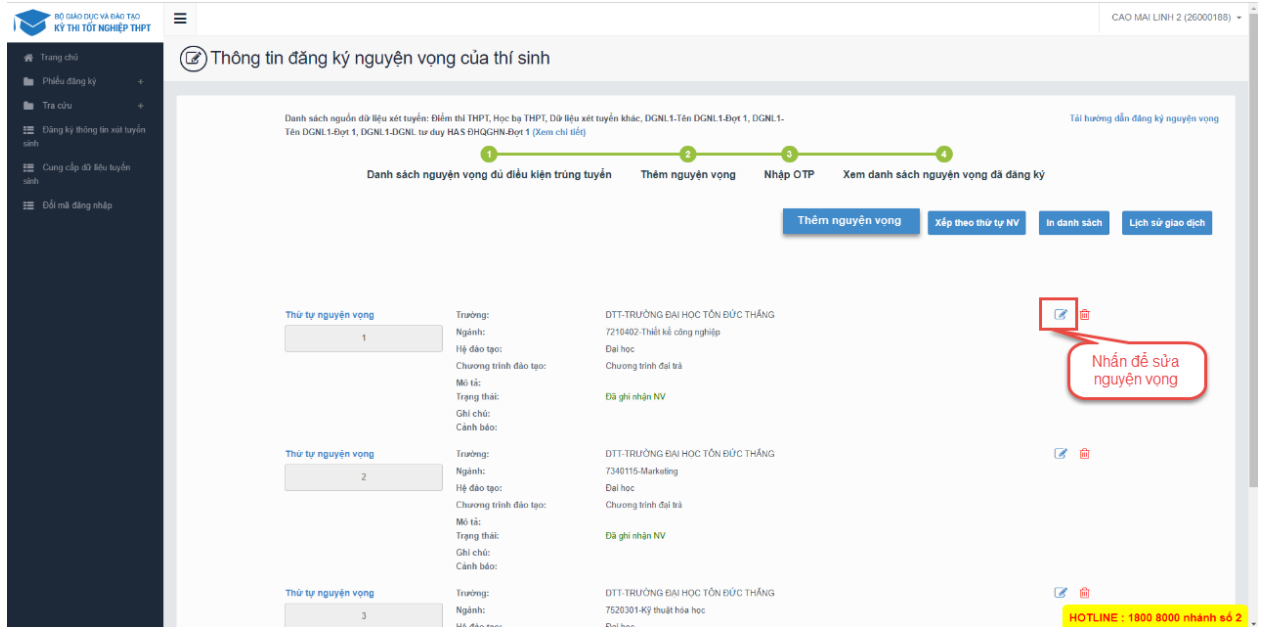 BỘ GIÁO DỤC VÀ ĐÀO TẠO
KỲ THI TỐT NGHIỆP THPT
CAO MAI LINH 2 (26000188)
Trang chủ
Phiếu đăng ký +
Tra cứu +
Đăng ký thông tin xét tuyển
sinh
Cung cấp dữ liệu tuyển
sinh
Đổi mã đăng nhập
Thông tin đăng ký nguyện vọng của thí sinh
Danh sách nguồn dữ liệu xét tuyển: Điểm thi THPT, Học bạ THPT, Dữ liệu xét tuyển khác, DGNL1-Tên DGNL1-Đợt 1, DGNL1-
Tên DGNL1-Đợt 1, DGNL1-DGNL tư duy HAS ĐHQGHN-Đợt 1 (Xem chi tiết)
Tải hướng dẫn đăng ký nguyện vọng
1 2 3 4
Danh sách nguyện vọng đủ điều kiện trúng tuyển Thêm nguyện vọng Nhập OTP Xem danh sách nguyện vọng đã đăng ký
Thêm nguyện vọng Xếp theo thứ tự NV In danh sách Lịch sử giao dịch
Thứ tự nguyện vọng
1
Trường: DTT-TRƯỜNG ĐẠI HỌC TÔN ĐỨC THẮNG
Ngành: 7210402-Thiết kế công nghiệp
Hệ đào tạo: Đại học
Chương trình đào tạo: Chương trình đại trà
Mô tả:
Trạng thái: Đã ghi nhận NV
Ghi chú:
Cảnh báo:
Nhấn để sửa
nguyện vọng
Thứ tự nguyện vọng
2
Trường: DTT-TRƯỜNG ĐẠI HỌC TÔN ĐỨC THẮNG
Ngành: 7340115-Marketing
Hệ đào tạo: Đại học
Chương trình đào tạo: Chương trình đại trà
Mô tả:
Trạng thái: Đã ghi nhận NV
Ghi chú:
Cảnh báo:
Thứ tự nguyện vọng
3
Trường: DTT-TRƯỜNG ĐẠI HỌC TÔN ĐỨC THẮNG
Ngành: 7520301-Kỹ thuật hóa học
Hệ đào tạo: Đại học
HOTLINE : 1800 8000 nhánh số 2